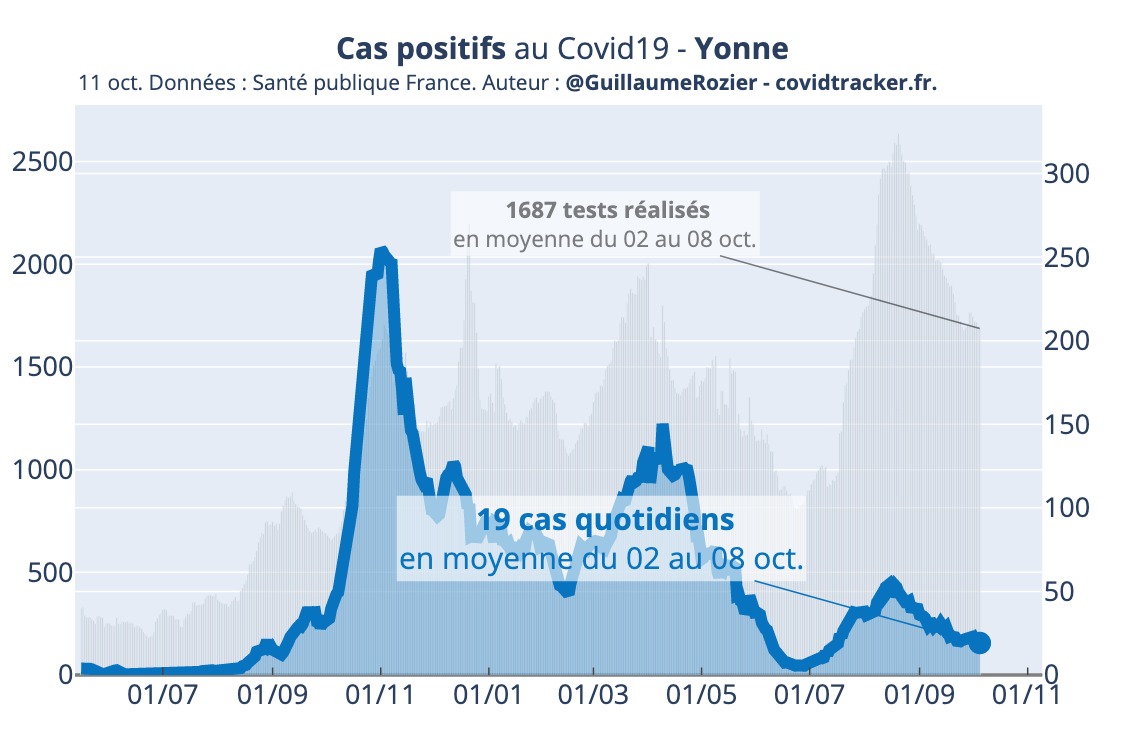 Cas positifs au Covid19 - Yonne
11 oct. Données : Santé publique France. Auteur : @GuillaumeRozier - covidtracker.fr.
2500
2000
1500
1000
500
0
300
250
200
150
100
50
0
1687 tests réalisés
en moyenne du 02 au 08 oct.
19 cas quotidiens
en moyenne du 02 au 08 oct.
01/07 01/09 01/11 01/01 01/03 01/05 01/07 01/09 01/11